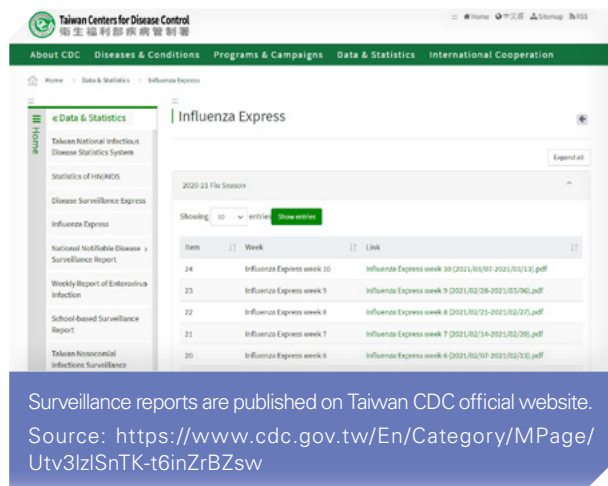 Taiwan Centers for Disease Control
衛生福利部疾病管制署
::: Home 中文版 Sitemap RSS
About CDC Diseases & Conditions Programs & Campaigns Data & Statistics International Cooperation
Home > Data & Statistics > Influenza Express
:::
Home
« Data & Statistics
Taiwan National Infectious
Disease Statistics System
Statistics of HIV/AIDS
Disease Surveillance Express
Influenza Express
National Notifiable Disease >
Surveillance Report
Weekly Report of Enterovirus
Infection
School-based Surveillance
Report
Taiwan Nosocomial
Infections Surveillance
:::
Influenza Express
Expend all
2020-21 Flu Season
Showing 10 entries Show entries
Item Week Link
24 Influenza Express week 10 Influenza Express week 10 (2021/03/07-2021/03/13).pdf
23 Influenza Express week 9 Influenza Express week 9 (2021/02/28-2021/03/06).pdf
22 Influenza Express week 8 Influenza Express week 8 (2021/02/21-2021/02/27).pdf
21 Influenza Express week 7 Influenza Express week 7 (2021/02/14-2021/02/20).pdf
20 Influenza Express week 6 Influenza Express week 6 (2021/02/07-2021/02/13).pdf
Surveillance reports are published on Taiwan CDC official website.
Source: https://www.cdc.gov.tw/En/Category/MPage/
Utv3lzlSnTK-t6inZrBZsw